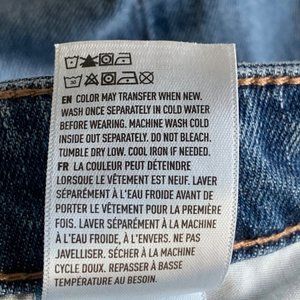 EN COLOR MAY TRANSFER WHEN NEW.
WASH ONCE SEPARATELY IN COLD WATER
BEFORE WEARING. MACHINE WASH COLD
INSIDE OUT SEPARATELY. DO NOT BLEACH.
TUMBLE DRY LOW. COOL IRON IF NEEDED.
FR LA COULEUR PEUT DÉTEINDRE
LORSQUE LE VÊTEMENT EST NEUF. LAVER
SÉPARÉMENT À L'EAU FROIDE AVANT DE
PORTER LE VÊTEMENT POUR LA PREMIÈRE
FOIS. LAVER SÉPARÉMENT À LA MACHINE
À L'EAU FROIDE, À L'ENVERS. NE PAS
JAVELLISER. SÉCHER À LA MACHINE
CYCLE DOUX. REPASSER À BASSE
TEMPÉRATURE AU BESOIN.